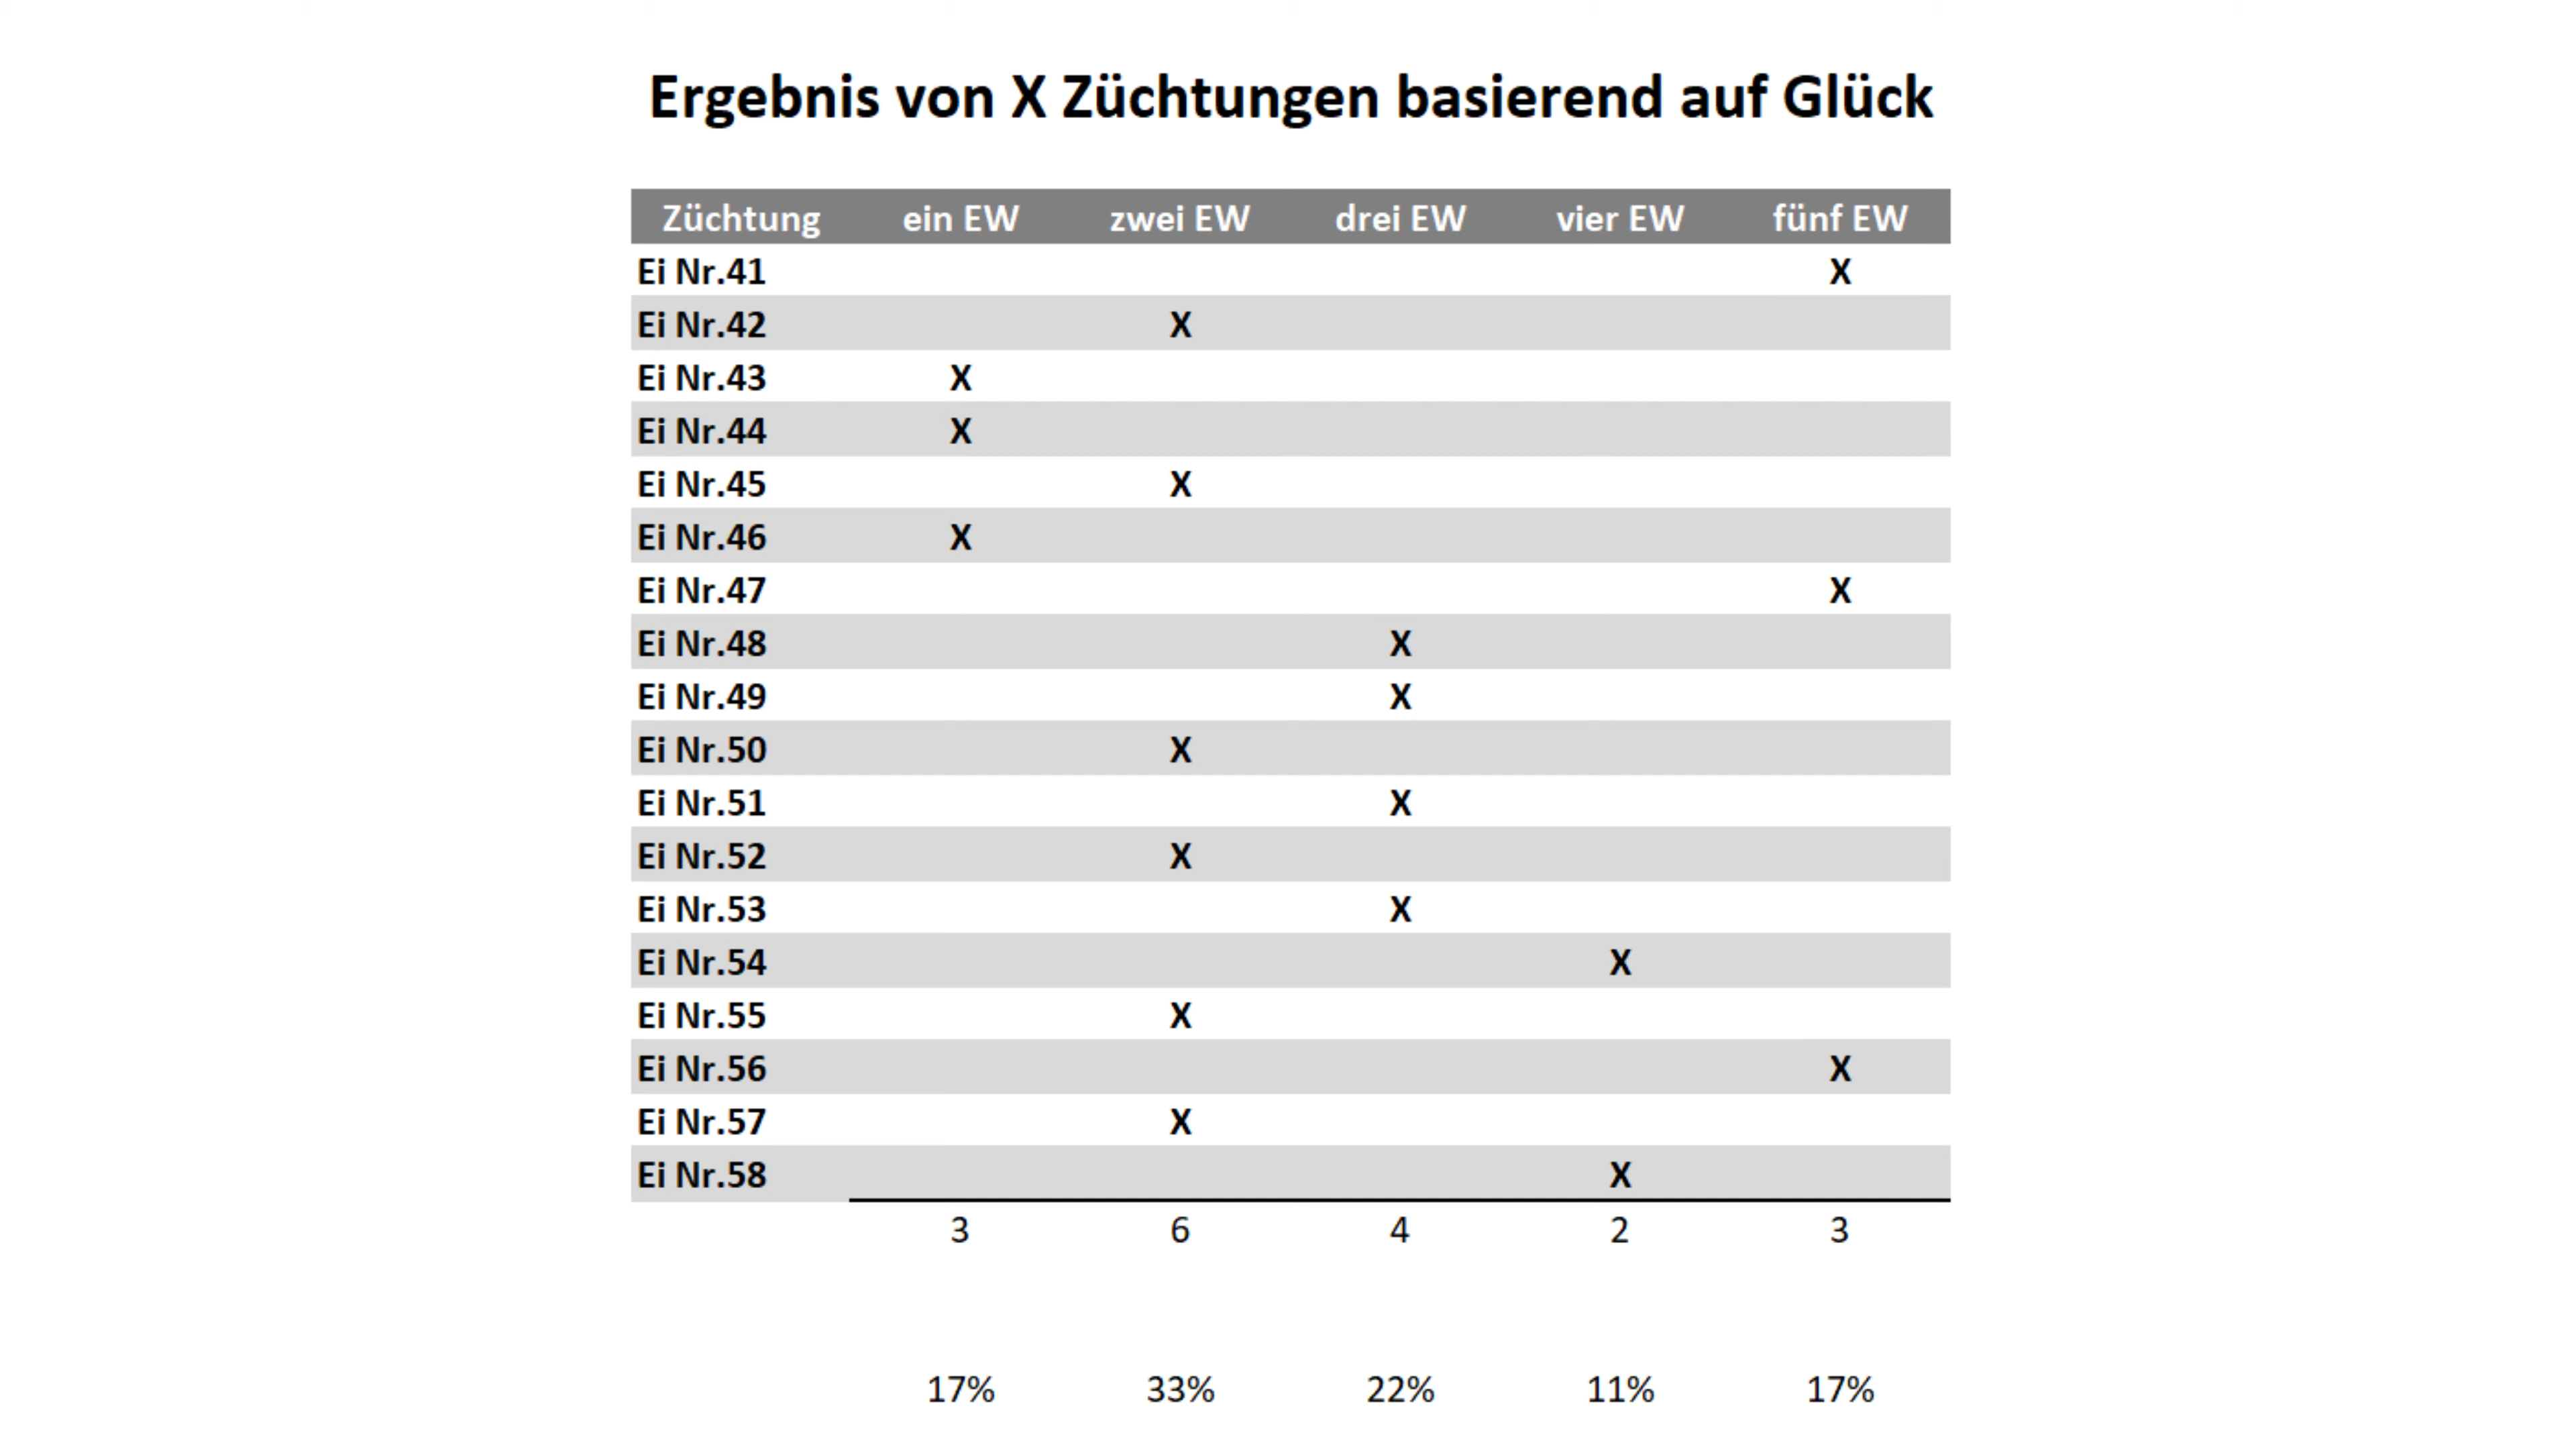 Ergebnis von X Züchtungen basierend auf Glück
Züchtung ein EW zwei EW drei EW vier EW fünf EW
Ei Nr.41 X
Ei Nr.42 X
Ei Nr.43 X
Ei Nr.44 X
Ei Nr.45 X
Ei Nr.46 X
Ei Nr.47 X
Ei Nr.48 X
Ei Nr.49 X
Ei Nr.50 X
Ei Nr.51 X
Ei Nr.52 X
Ei Nr.53 X
Ei Nr.54 X
Ei Nr.55 X
Ei Nr.56 X
Ei Nr.57 X
Ei Nr.58 X
3 6 4 2 3
17% 33% 22% 11% 17%